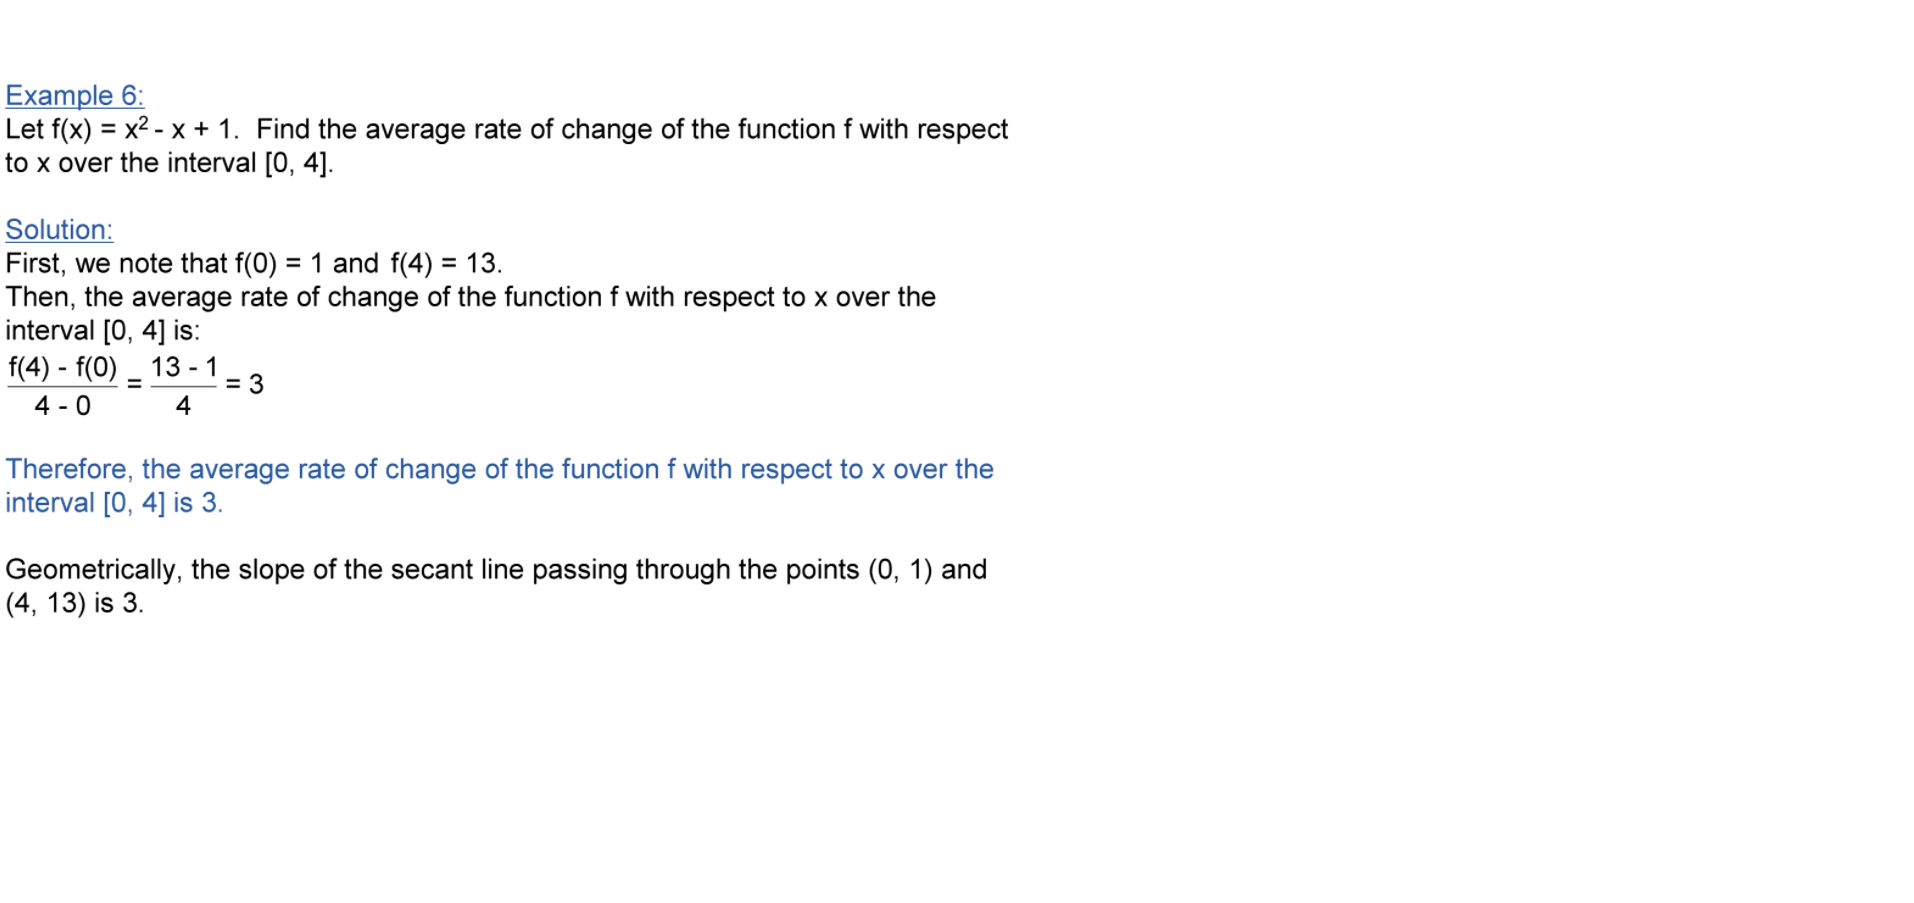 Example 6:
Let f(x) = x² - x + 1.  Find the average rate of change of the function f with respect
to x over the interval [0, 4].
Solution:
First, we note that f(0) = 1 and f(4) = 13.
Then, the average rate of change of the function f with respect to x over the
interval [0, 4] is:
f(4) - f(0) / 4 - 0 = 13 - 1 / 4 = 3
Therefore, the average rate of change of the function f with respect to x over the
interval [0, 4] is 3.
Geometrically, the slope of the secant line passing through the points (0, 1) and
(4, 13) is 3.